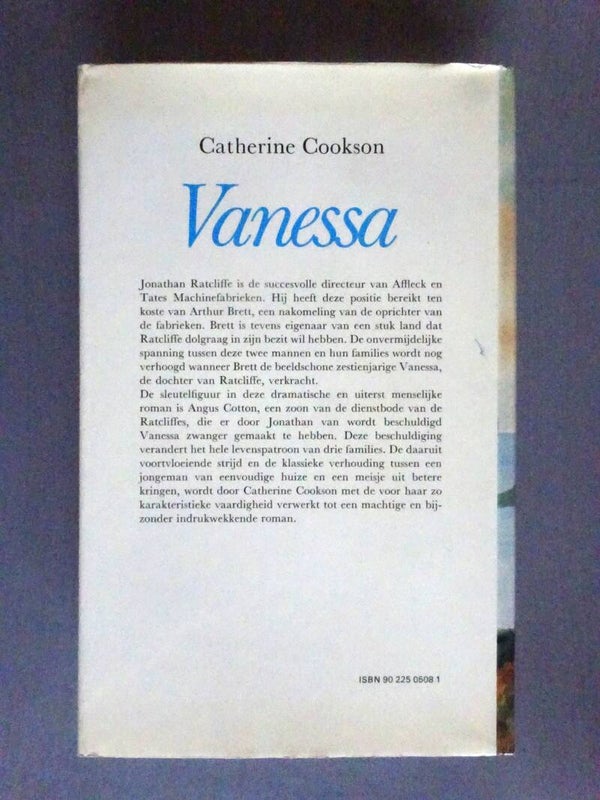 Catherine Cookson
Vanessa
Jonathan Ratcliffe is de succesvolle directeur van Affleck en
Tates Machinefabrieken. Hij heeft deze positie bereikt ten
koste van Arthur Brett, een nakomeling van de oprichter van
de fabrieken. Brett is tevens eigenaar van een stuk land dat
Ratcliffe dolgraag in zijn bezit wil hebben. De onvermijdelijke
spanning tussen deze twee mannen en hun families wordt nog
verhoogd wanneer Brett de beeldschone zestienjarige Vanessa,
de dochter van Ratcliffe, verkracht.
De sleutelfiguur in deze dramatische en uiterst menselijke
roman is Angus Cotton, een zoon van de dienstbode van de
Ratcliffes, die er door Jonathan van wordt beschuldigd
Vanessa zwanger gemaakt te hebben. Deze beschuldiging
verandert het hele levenspatroon van drie families. De daaruit
voortvloeiende strijd en de klassieke verhouding tussen een
jongeman van eenvoudige huize en een meisje uit betere
kringen, wordt door Catherine Cookson met de voor haar zo
karakteristieke vaardigheid verwerkt tot een machtige en bij-
zonder indrukwekkende roman.
ISBN 90 225 0508 1